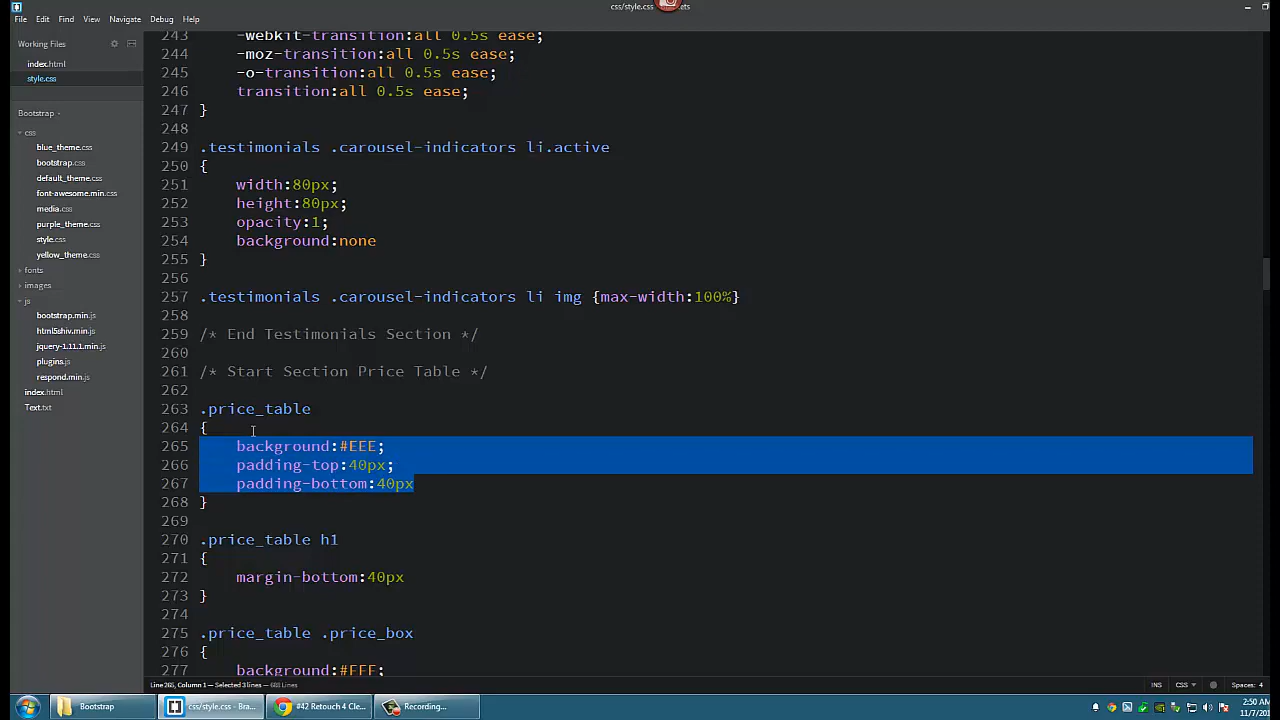 css/style.css
ets
File Edit Find View Navigate Debug Help
Working Files
index.html
style.css
Bootstrap
css
blue_theme.css
bootstrap.css
default_theme.css
font-awesome.min.css
media.css
purple_theme.css
style.css
yellow_theme.css
fonts
images
js
bootstrap.min.js
html5shiv.min.js
jquery-1.11.1.min.js
plugins.js
respond.min.js
index.html
Text.txt
243 -webkit-transition:all 0.5s ease;
244 -moz-transition:all 0.5s ease;
245 -o-transition:all 0.5s ease;
246 transition:all 0.5s ease;
247 }
248
249 .testimonials .carousel-indicators li.active
250 {
251 width:80px;
252 height:80px;
253 opacity:1;
254 background:none
255 }
256
257 .testimonials .carousel-indicators li img {max-width:100%}
258
259 /* End Testimonials Section */
260
261 /* Start Section Price Table */
262
263 .price_table
264 {
265 background:#EEE;
266 padding-top:40px;
267 padding-bottom:40px
268 }
269
270 .price_table h1
271 {
272 margin-bottom:40px
273 }
274
275 .price_table .price_box
276 {
277 background:#FFF;
Line 265, Column 1 — Selected 3 lines — 688 Lines
INS CSS Spaces: 4
Bootstrap
css/style.css - Bra...
#42 Retouch 4 Cle...
Recording...
2:50 AM
11/7/20